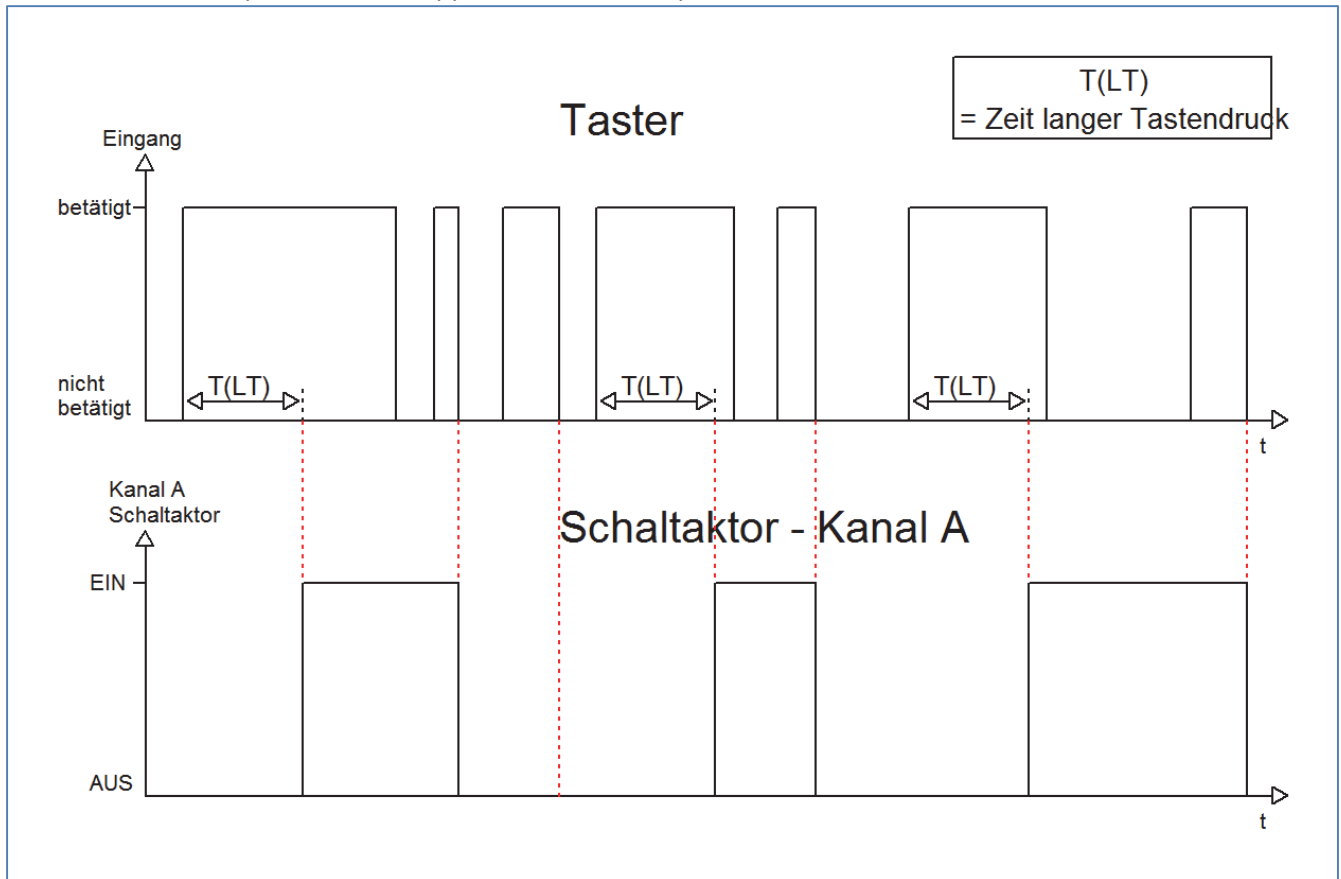 T(LT)
= Zeit langer Tastendruck
Taster
Eingang
betätigt
nicht
betätigt
T(LT)
T(LT)
T(LT)
t
Kanal A
Schaltaktor
Schaltaktor - Kanal A
EIN
AUS
t